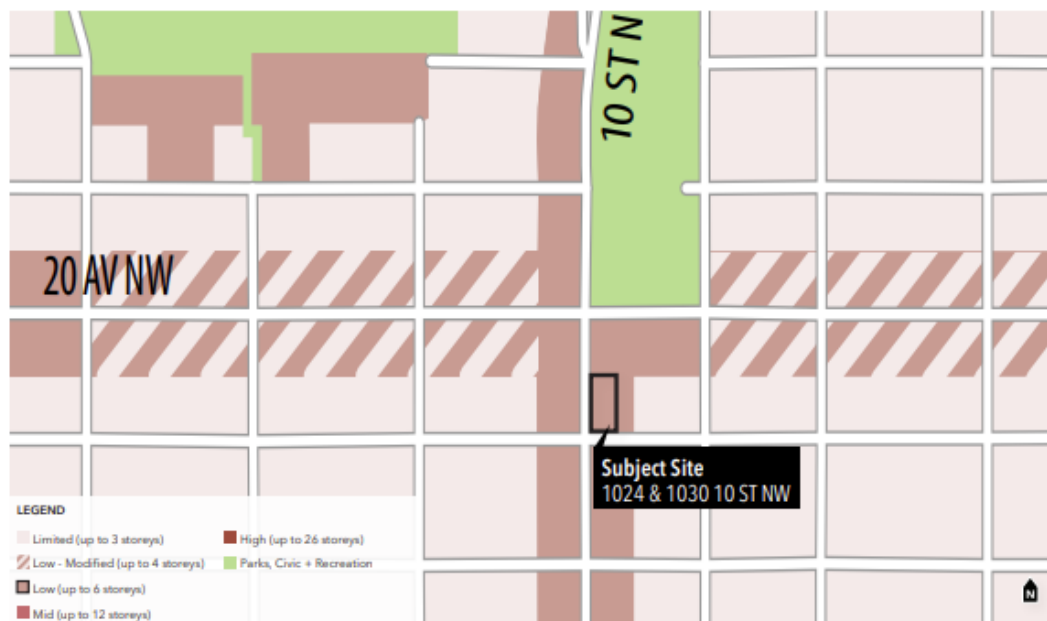 10 ST N
20 AV NW
Subject Site
1024 & 1030 10 ST NW
LEGEND
Limited (up to 3 storeys)
Low - Modified (up to 4 storeys)
Low (up to 6 storeys)
Mid (up to 12 storeys)
High (up to 26 storeys)
Parks, Civic + Recreation
N